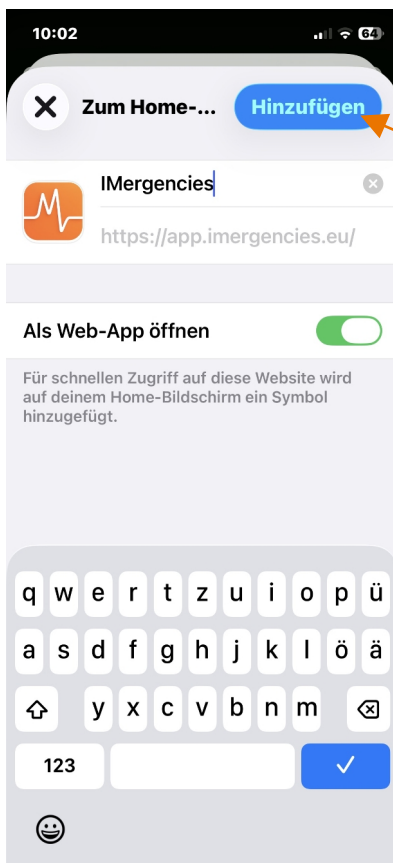 10:02
64
Zum Home-...
Hinzufügen
IMergencies
https://app.imergencies.eu/
Als Web-App öffnen
Für schnellen Zugriff auf diese Website wird
auf deinem Home-Bildschirm ein Symbol
hinzugefügt.
q w e r t z u i o p ü
a s d f g h j k l ö ä
y x c v b n m
123